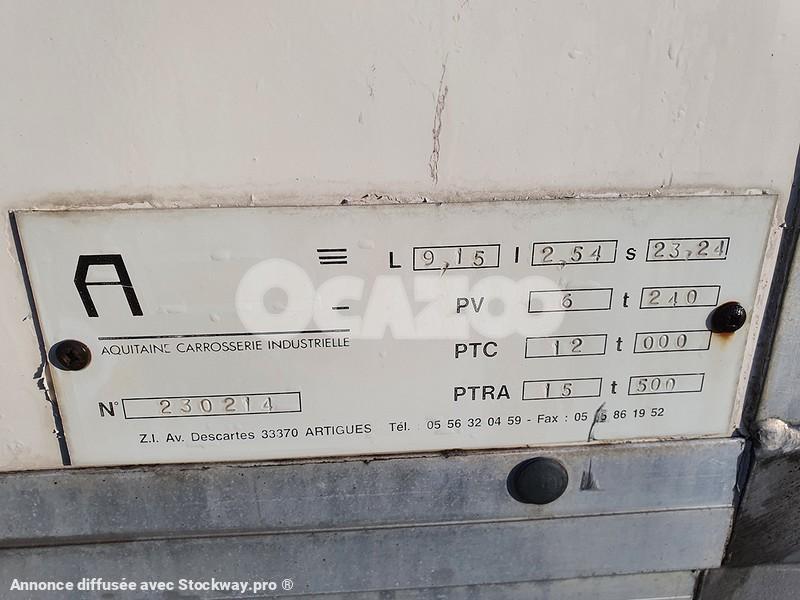 L 9,15 l 2,54 s 23,24
OCAZOO
PV 6 t 240
AQUITAINE CARROSSERIE INDUSTRIELLE
PTC 12 t 000
N° 230214
PTRA 15 t 500
Z.I. Av. Descartes 33370 ARTIGUES Tél. : 05 56 32 04 59 - Fax : 05 56 86 19 52
Annonce diffusée avec Stockway.pro ®